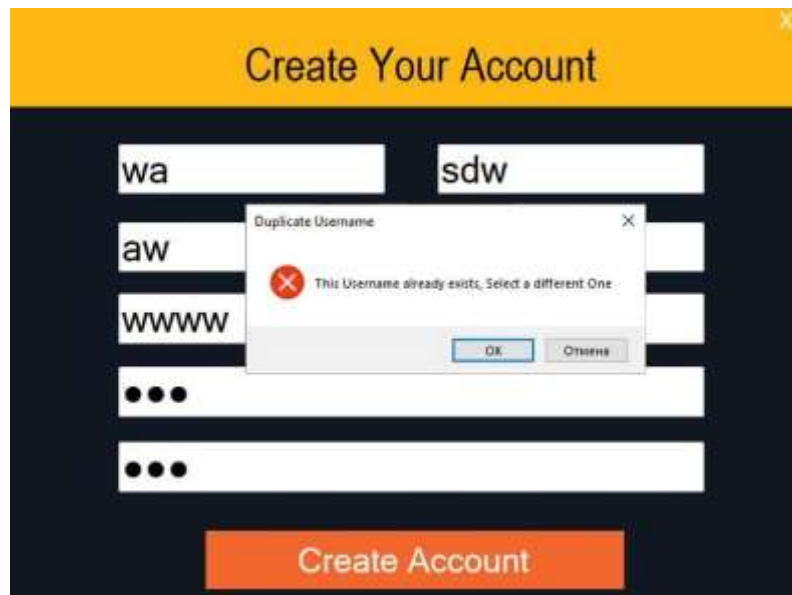 X
Create Your Account
wa
sdw
Duplicate Username
aw
This Username already exists, Select a different One
wwww
OK
Отмена
●●●
●●●
Create Account